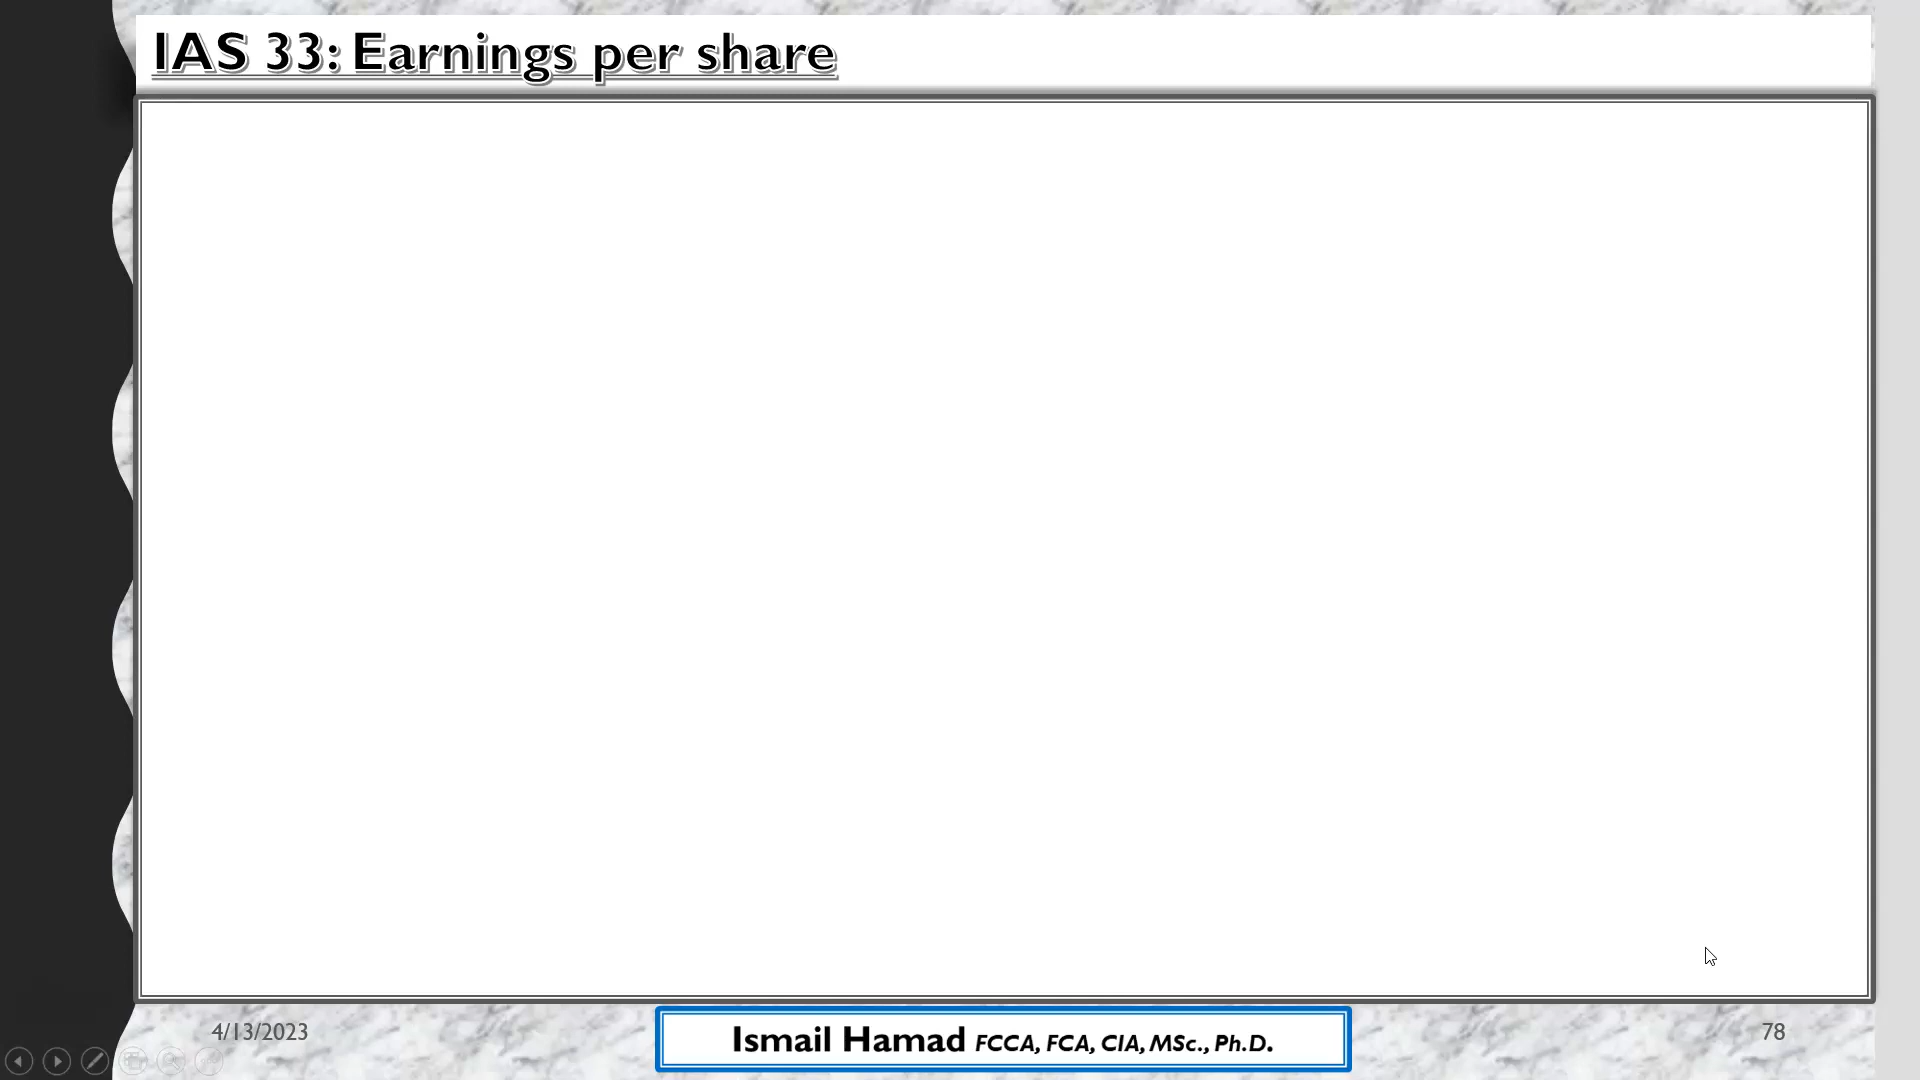 IAS 33: Earnings per share
4/13/2023
Ismail Hamad FCCA, FCA, CIA, MSc., Ph.D.
78